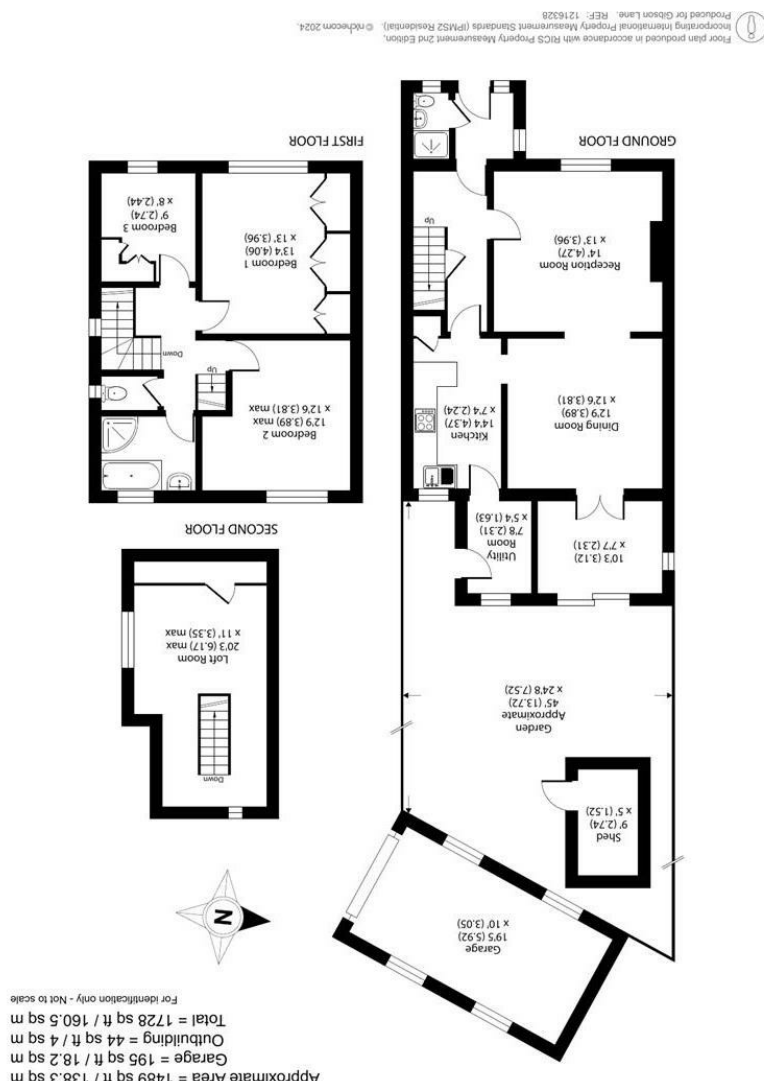 Approximate Area = 1489 sq ft / 138.3 sq m
Garage = 195 sq ft / 18.2 sq m
Outbuilding = 44 sq ft / 4 sq m
Total = 1728 sq ft / 160.5 sq m
For identification only - Not to scale
N
Garage
19'5 (5.92)
x 10' (3.05)
Shed
9' (2.74)
x 5' (1.52)
Garden
Approximate
45' (13.72)
x 24'8 (7.52)
10'3 (3.12)
x 7'7 (2.31)
Utility
Room
7'8 (2.31)
x 5'4 (1.63)
Dining Room
12'9 (3.89)
x 12'6 (3.81)
Kitchen
14'4 (4.37)
x 7'4 (2.24)
Reception Room
14' (4.27)
x 13' (3.96)
Up
GROUND FLOOR
Down
Loft Room
20'3 (6.17) max
x 11' (3.35) max
SECOND FLOOR
Bedroom 2
12'9 (3.89) max
x 12'6 (3.81) max
Up
Down
Bedroom 1
13'4 (4.06)
x 13' (3.96)
Bedroom 3
9' (2.74)
x 8' (2.44)
FIRST FLOOR
Floor plan produced in accordance with RICS Property Measurement 2nd Edition,
Incorporating International Property Measurement Standards (IPMS2 Residential). © nichecom 2024.
Produced for Gibson Lane. REF: 1216328